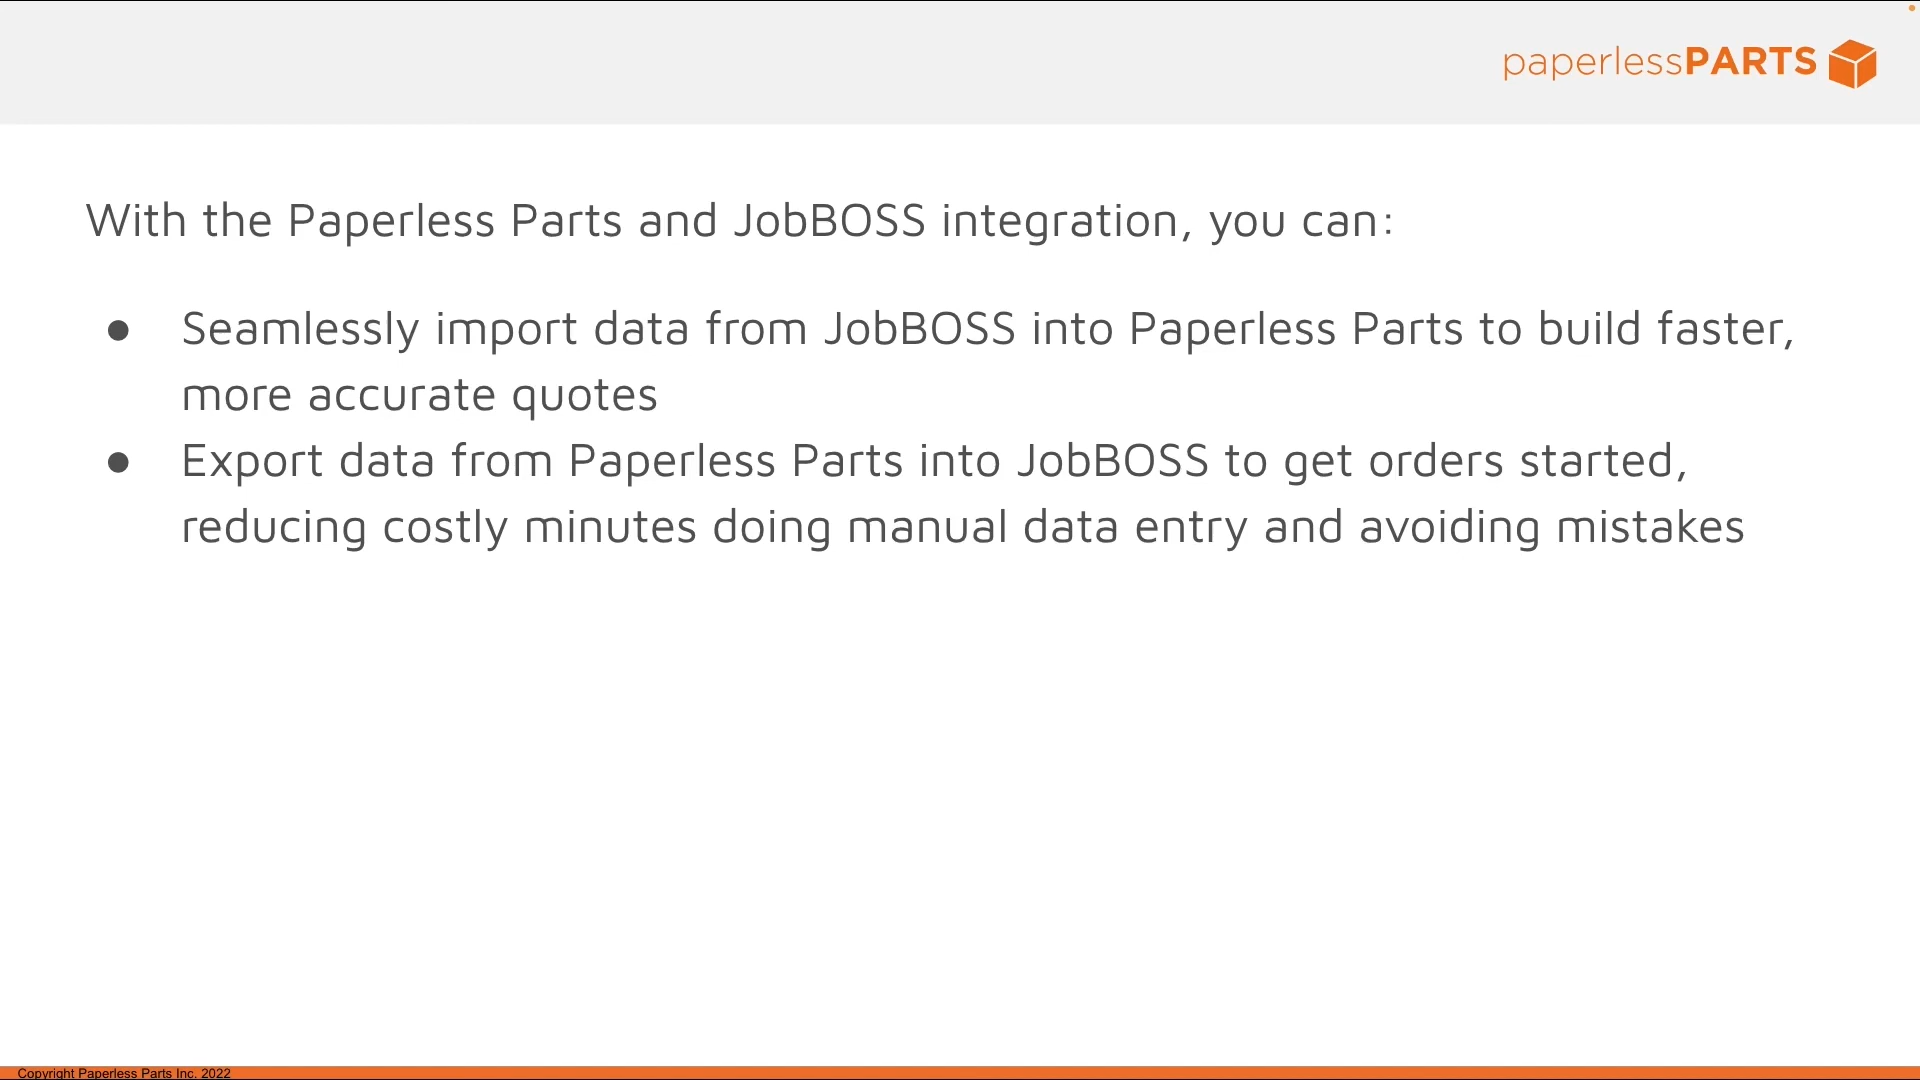 paperlessPARTS
With the Paperless Parts and JobBOSS integration, you can:
● Seamlessly import data from JobBOSS into Paperless Parts to build faster,
more accurate quotes
● Export data from Paperless Parts into JobBOSS to get orders started,
reducing costly minutes doing manual data entry and avoiding mistakes
Copyright Paperless Parts Inc. 2022